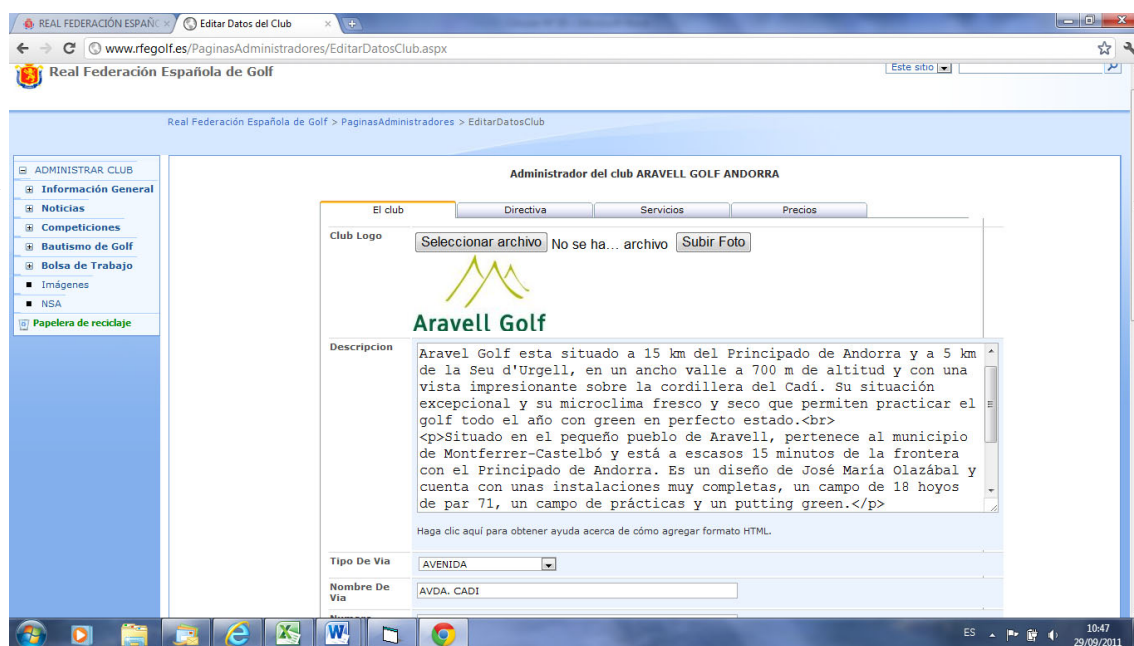 REAL FEDERACIÓN ESPAÑO
Editar Datos del Club
www.rfegolf.es/PaginasAdministradores/EditarDatosClub.aspx
Real Federación Española de Golf
Este sitio
Real Federación Española de Golf > PaginasAdministradores > EditarDatosClub
ADMINISTRAR CLUB
Información General
Noticias
Competiciones
Bautismo de Golf
Bolsa de Trabajo
Imágenes
NSA
Papelera de reciclaje
Administrador del club ARAVELL GOLF ANDORRA
El club Directiva Servicios Precios
Club Logo
Seleccionar archivo No se ha... archivo Subir Foto
Aravell Golf
Descripcion
Aravel Golf esta situado a 15 km del Principado de Andorra y a 5 km
de la Seu d'Urgell, en un ancho valle a 700 m de altitud y con una
vista impresionante sobre la cordillera del Cadí. Su situación
excepcional y su microclima fresco y seco que permiten practicar el
golf todo el año con green en perfecto estado.<br>
<p>Situado en el pequeño pueblo de Aravell, pertenece al municipio
de Montferrer-Castelbó y está a escasos 15 minutos de la frontera
con el Principado de Andorra. Es un diseño de José María Olazábal y
cuenta con unas instalaciones muy completas, un campo de 18 hoyos
de par 71, un campo de prácticas y un putting green.</p>
Haga clic aquí para obtener ayuda acerca de cómo agregar formato HTML.
Tipo De Via
AVENIDA
Nombre De
Via
AVDA. CADI
ES
10:47
29/09/2011